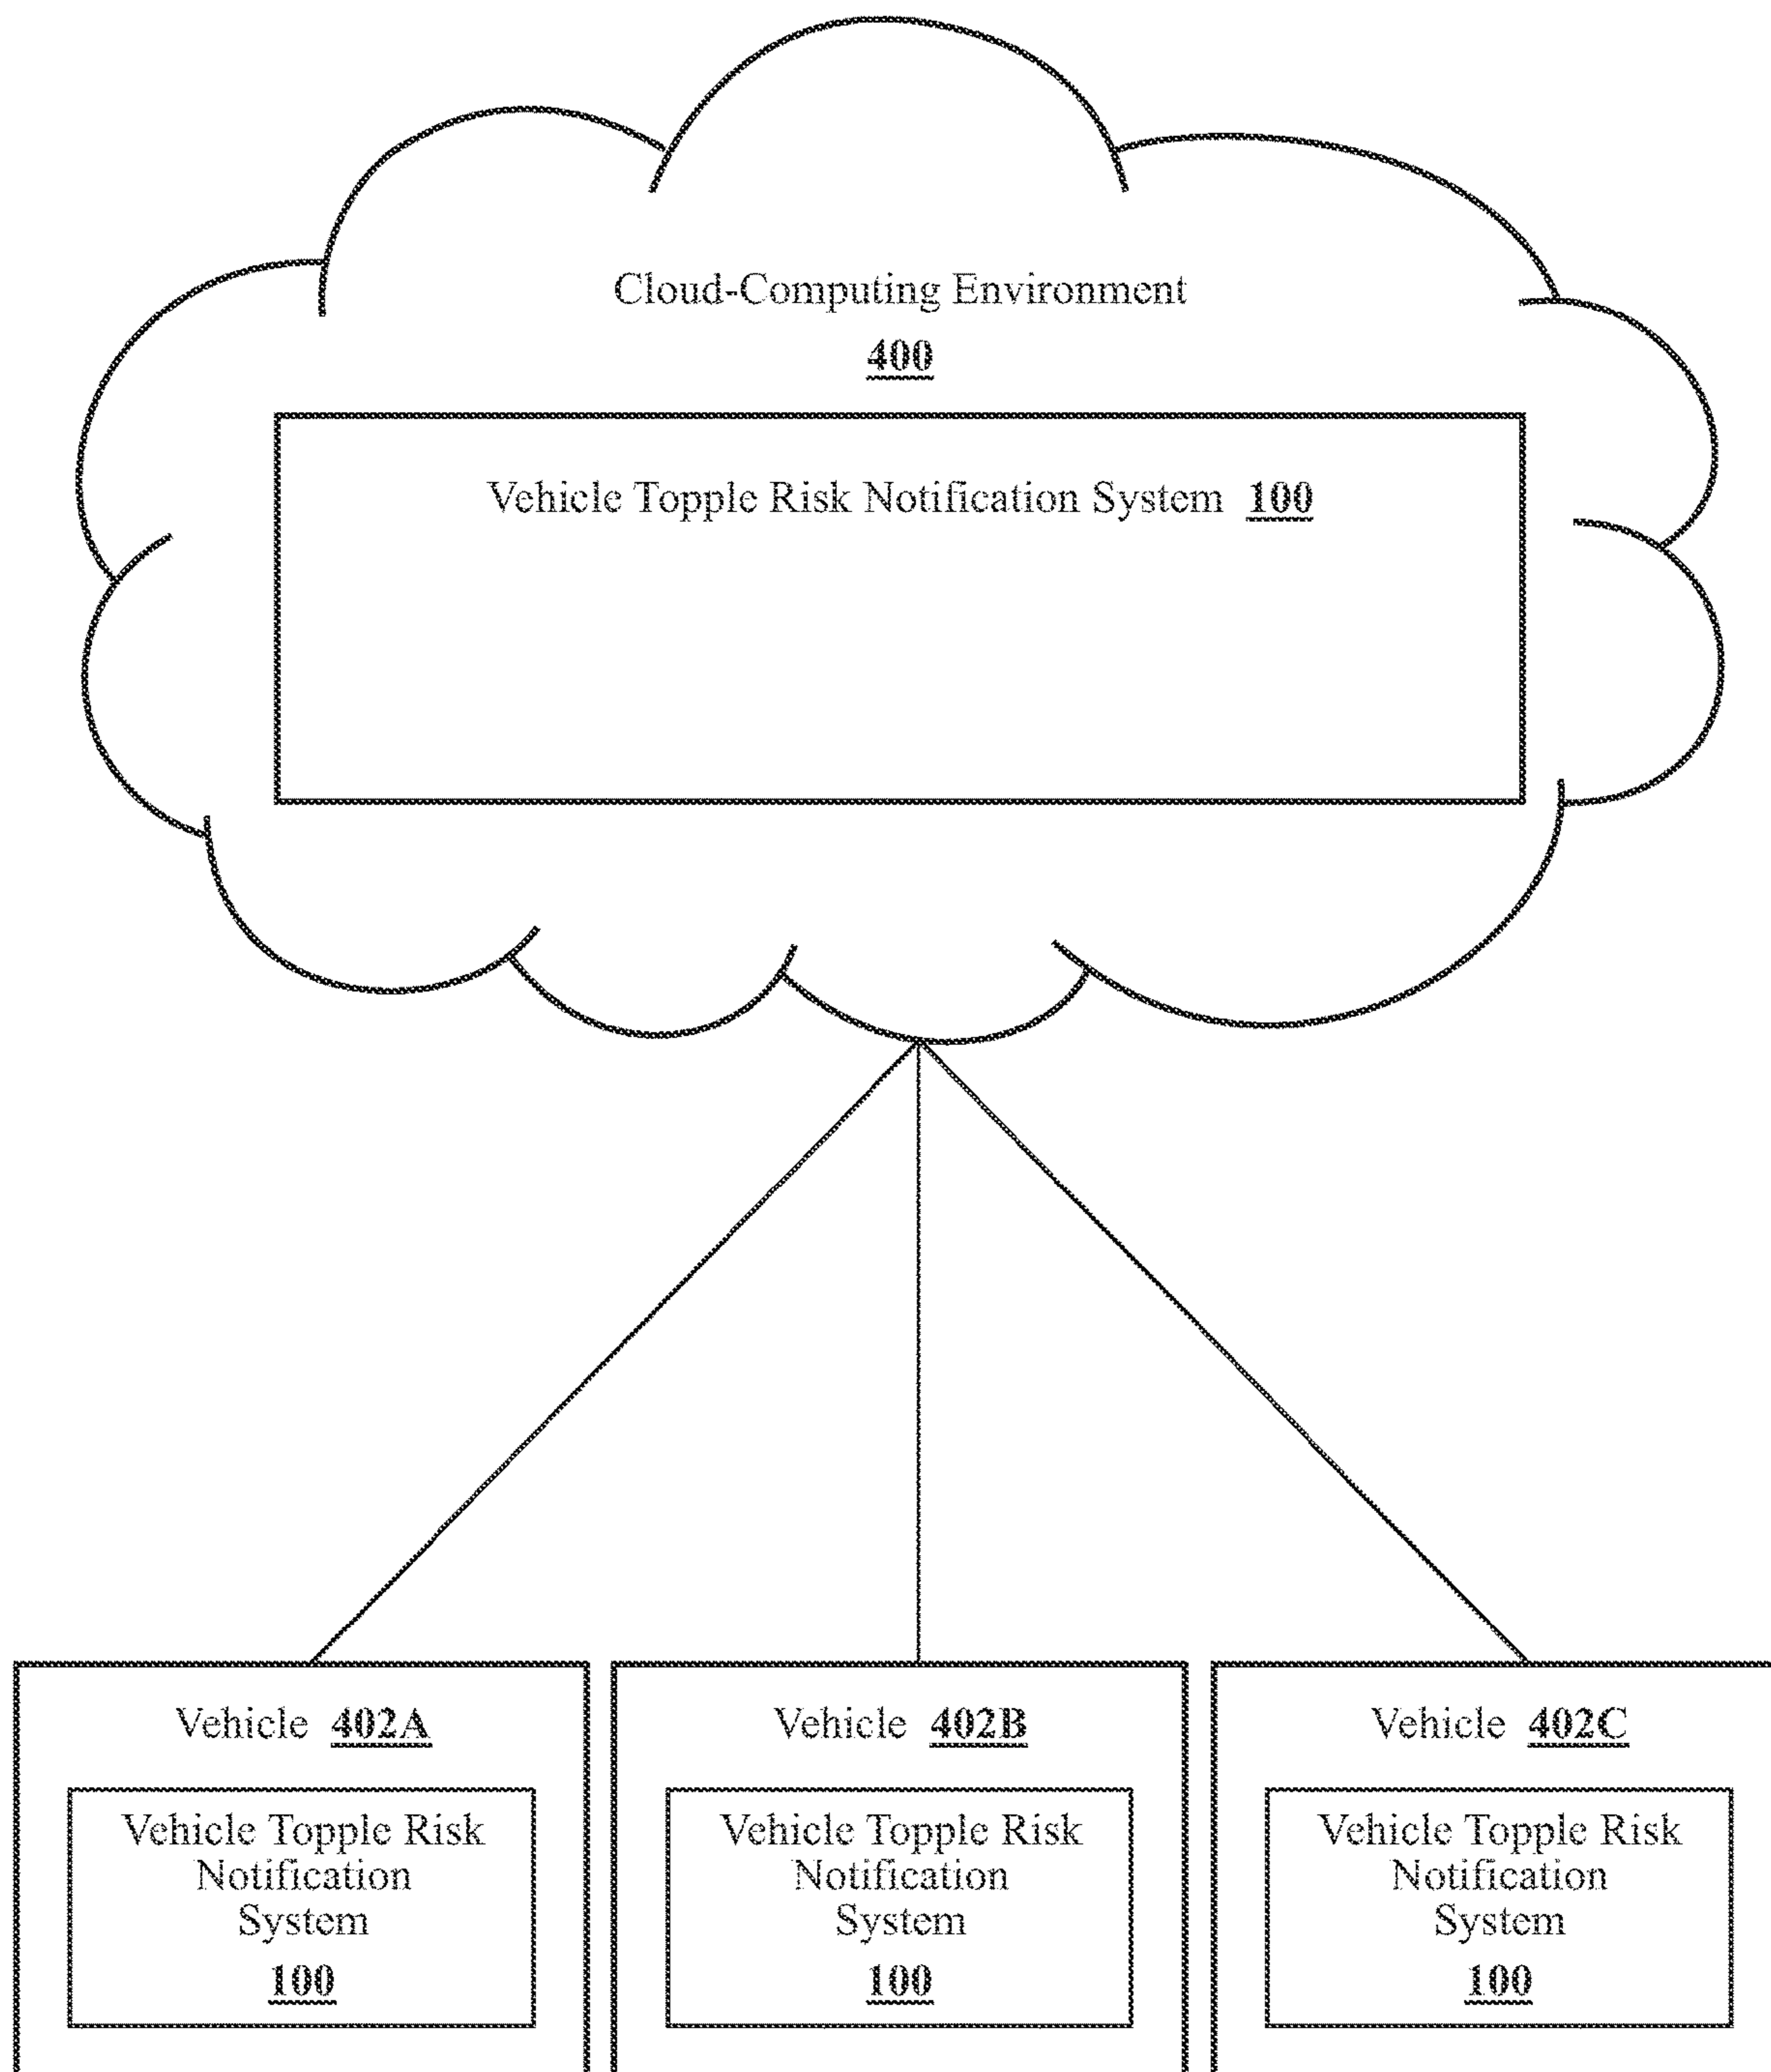 Cloud-Computing Environment
400
Vehicle Topple Risk Notification System 100
Vehicle 402A
Vehicle Topple Risk
Notification
System
100
Vehicle 402B
Vehicle Topple Risk
Notification
System
100
Vehicle 402C
Vehicle Topple Risk
Notification
System
100